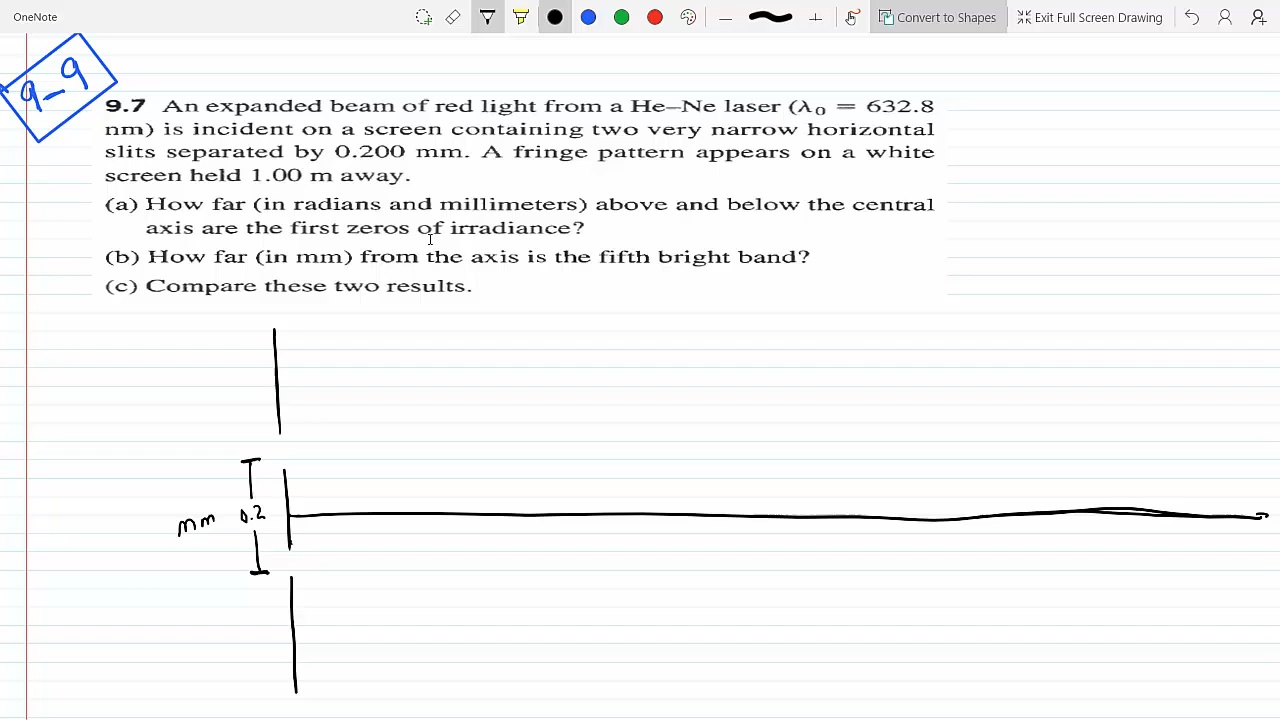 OneNote
Convert to Shapes
Exit Full Screen Drawing
9-9
9.7 An expanded beam of red light from a He–Ne laser (λ₀ = 632.8
nm) is incident on a screen containing two very narrow horizontal
slits separated by 0.200 mm. A fringe pattern appears on a white
screen held 1.00 m away.
(a) How far (in radians and millimeters) above and below the central
axis are the first zeros of irradiance?
(b) How far (in mm) from the axis is the fifth bright band?
(c) Compare these two results.
mm 0.2